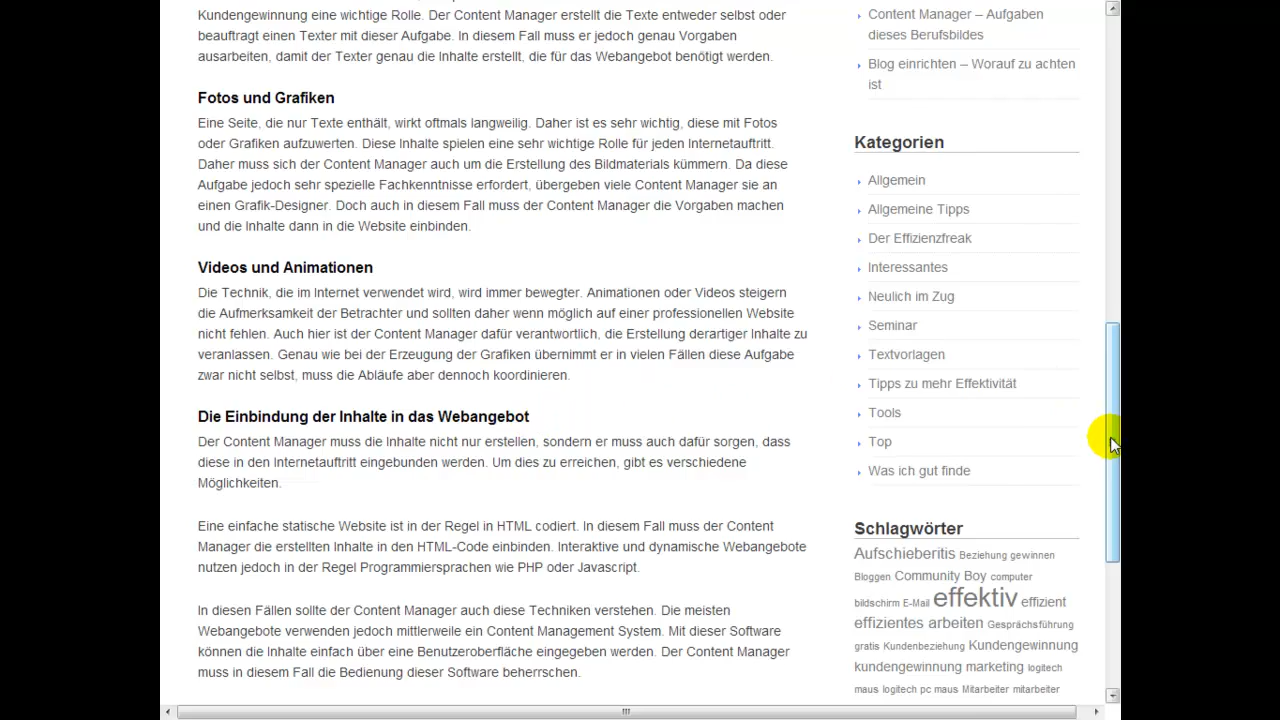 Kundengewinnung eine wichtige Rolle. Der Content Manager erstellt die Texte entweder selbst oder
beauftragt einen Texter mit dieser Aufgabe. In diesem Fall muss er jedoch genau Vorgaben
ausarbeiten, damit der Texter genau die Inhalte erstellt, die für das Webangebot benötigt werden.
Fotos und Grafiken
Eine Seite, die nur Texte enthält, wirkt oftmals langweilig. Daher ist es sehr wichtig, diese mit Fotos
oder Grafiken aufzuwerten. Diese Inhalte spielen eine sehr wichtige Rolle für jeden Internetauftritt.
Daher muss sich der Content Manager auch um die Erstellung des Bildmaterials kümmern. Da diese
Aufgabe jedoch sehr spezielle Fachkenntnisse erfordert, übergeben viele Content Manager sie an
einen Grafik-Designer. Doch auch in diesem Fall muss der Content Manager die Vorgaben machen
und die Inhalte dann in die Website einbinden.
Videos und Animationen
Die Technik, die im Internet verwendet wird, wird immer bewegter. Animationen oder Videos steigern
die Aufmerksamkeit der Betrachter und sollten daher wenn möglich auf einer professionellen Website
nicht fehlen. Auch hier ist der Content Manager dafür verantwortlich, die Erstellung derartiger Inhalte zu
veranlassen. Genau wie bei der Erzeugung der Grafiken übernimmt er in vielen Fällen diese Aufgabe
zwar nicht selbst, muss die Abläufe aber dennoch koordinieren.
Die Einbindung der Inhalte in das Webangebot
Der Content Manager muss die Inhalte nicht nur erstellen, sondern er muss auch dafür sorgen, dass
diese in den Internetauftritt eingebunden werden. Um dies zu erreichen, gibt es verschiedene
Möglichkeiten.
Eine einfache statische Website ist in der Regel in HTML codiert. In diesem Fall muss der Content
Manager die erstellten Inhalte in den HTML-Code einbinden. Interaktive und dynamische Webangebote
nutzen jedoch in der Regel Programmiersprachen wie PHP oder Javascript.
In diesen Fällen sollte der Content Manager auch diese Techniken verstehen. Die meisten
Webangebote verwenden jedoch mittlerweile ein Content Management System. Mit dieser Software
können die Inhalte einfach über eine Benutzeroberfläche eingegeben werden. Der Content Manager
muss in diesem Fall die Bedienung dieser Software beherrschen.
Content Manager – Aufgaben
dieses Berufsbildes
Blog einrichten – Worauf zu achten
ist
Kategorien
Allgemein
Allgemeine Tipps
Der Effizienzfreak
Interessantes
Neulich im Zug
Seminar
Textvorlagen
Tipps zu mehr Effektivität
Tools
Top
Was ich gut finde
Schlagwörter
Aufschieberitis Beziehung gewinnen
Bloggen Community Boy computer
bildschirm E-Mail effektiv effizient
effizientes arbeiten Gesprächsführung
gratis Kundenbeziehung Kundengewinnung
kundengewinnung marketing logitech
maus logitech pc maus Mitarbeiter mitarbeiter